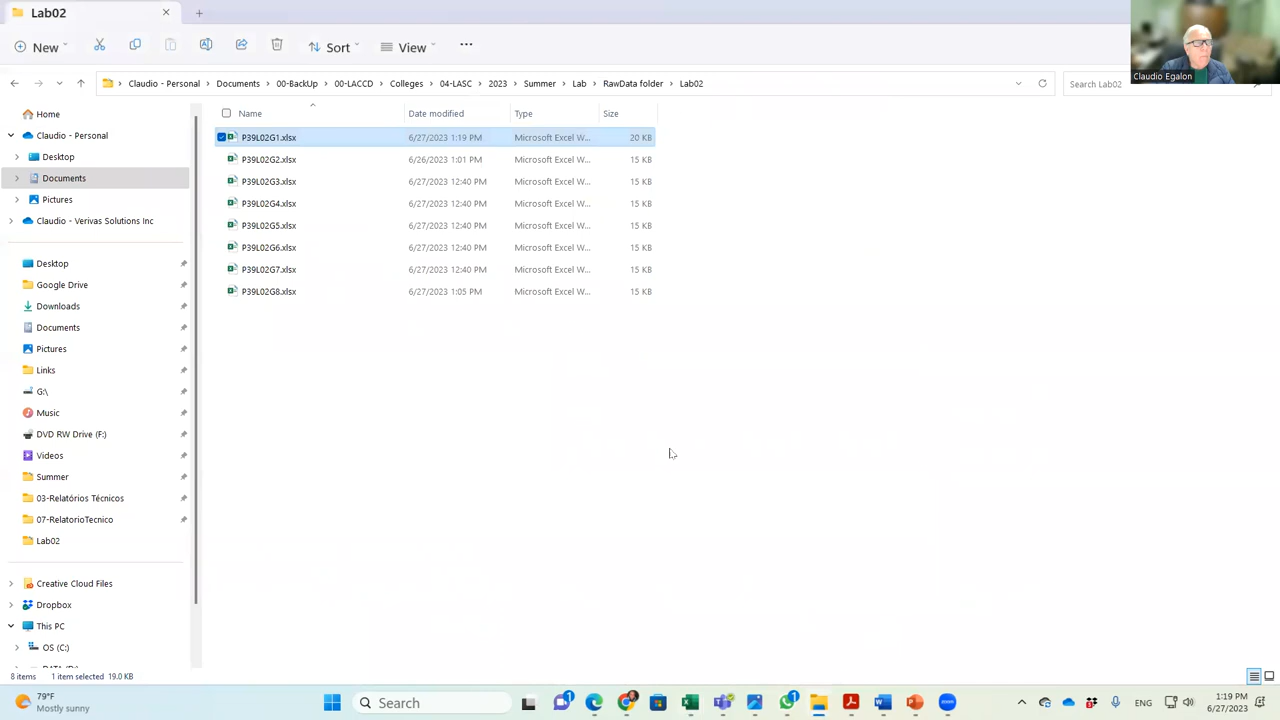 Lab02
New
Sort
View
Claudio - Personal
Documents
00-BackUp
00-LACCD
Colleges
04-LASC
2023
Summer
Lab
RawData folder
Lab02
Search Lab02
Claudio Egalon
Home
Claudio - Personal
Desktop
Documents
Pictures
Claudio - Verivas Solutions Inc
Desktop
Google Drive
Downloads
Documents
Pictures
Links
G:\
Music
DVD RW Drive (F:)
Videos
Summer
03-Relatórios Técnicos
07-RelatorioTecnico
Lab02
Creative Cloud Files
Dropbox
This PC
OS (C:)
Name Date modified Type Size
P39L02G1.xlsx 6/27/2023 1:19 PM Microsoft Excel W... 20 KB
P39L02G2.xlsx 6/26/2023 1:01 PM Microsoft Excel W... 15 KB
P39L02G3.xlsx 6/27/2023 12:40 PM Microsoft Excel W... 15 KB
P39L02G4.xlsx 6/27/2023 12:40 PM Microsoft Excel W... 15 KB
P39L02G5.xlsx 6/27/2023 12:40 PM Microsoft Excel W... 15 KB
P39L02G6.xlsx 6/27/2023 12:40 PM Microsoft Excel W... 15 KB
P39L02G7.xlsx 6/27/2023 12:40 PM Microsoft Excel W... 15 KB
P39L02G8.xlsx 6/27/2023 1:05 PM Microsoft Excel W... 15 KB
8 items 1 item selected 19.0 KB
79°F
Mostly sunny
Search
1
1
ENG
1:19 PM
6/27/2023